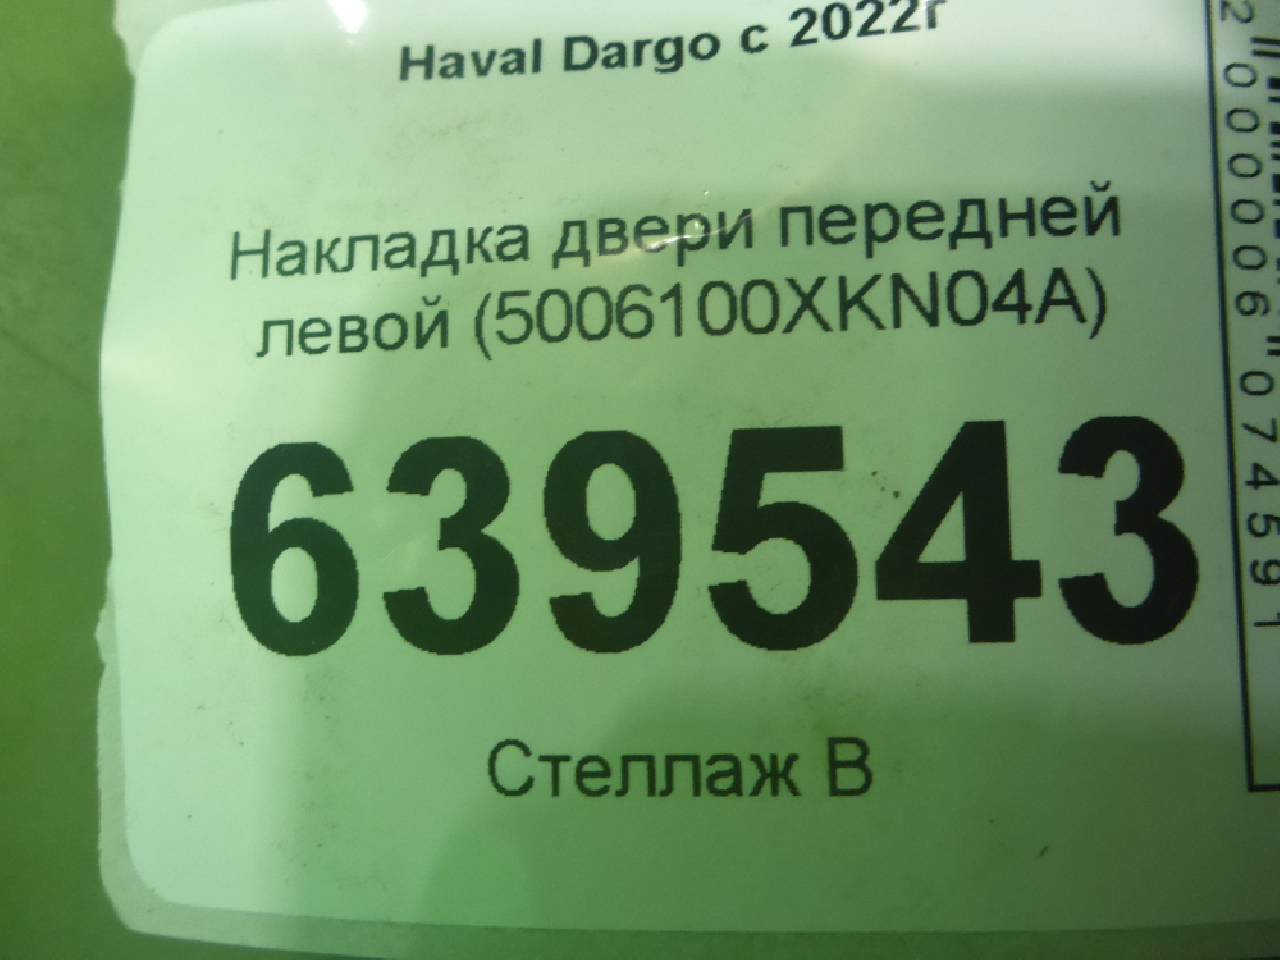 Haval Dargo с 2022г
Накладка двери передней
левой (5006100XKN04A)
639543
Стеллаж В
2000006074591